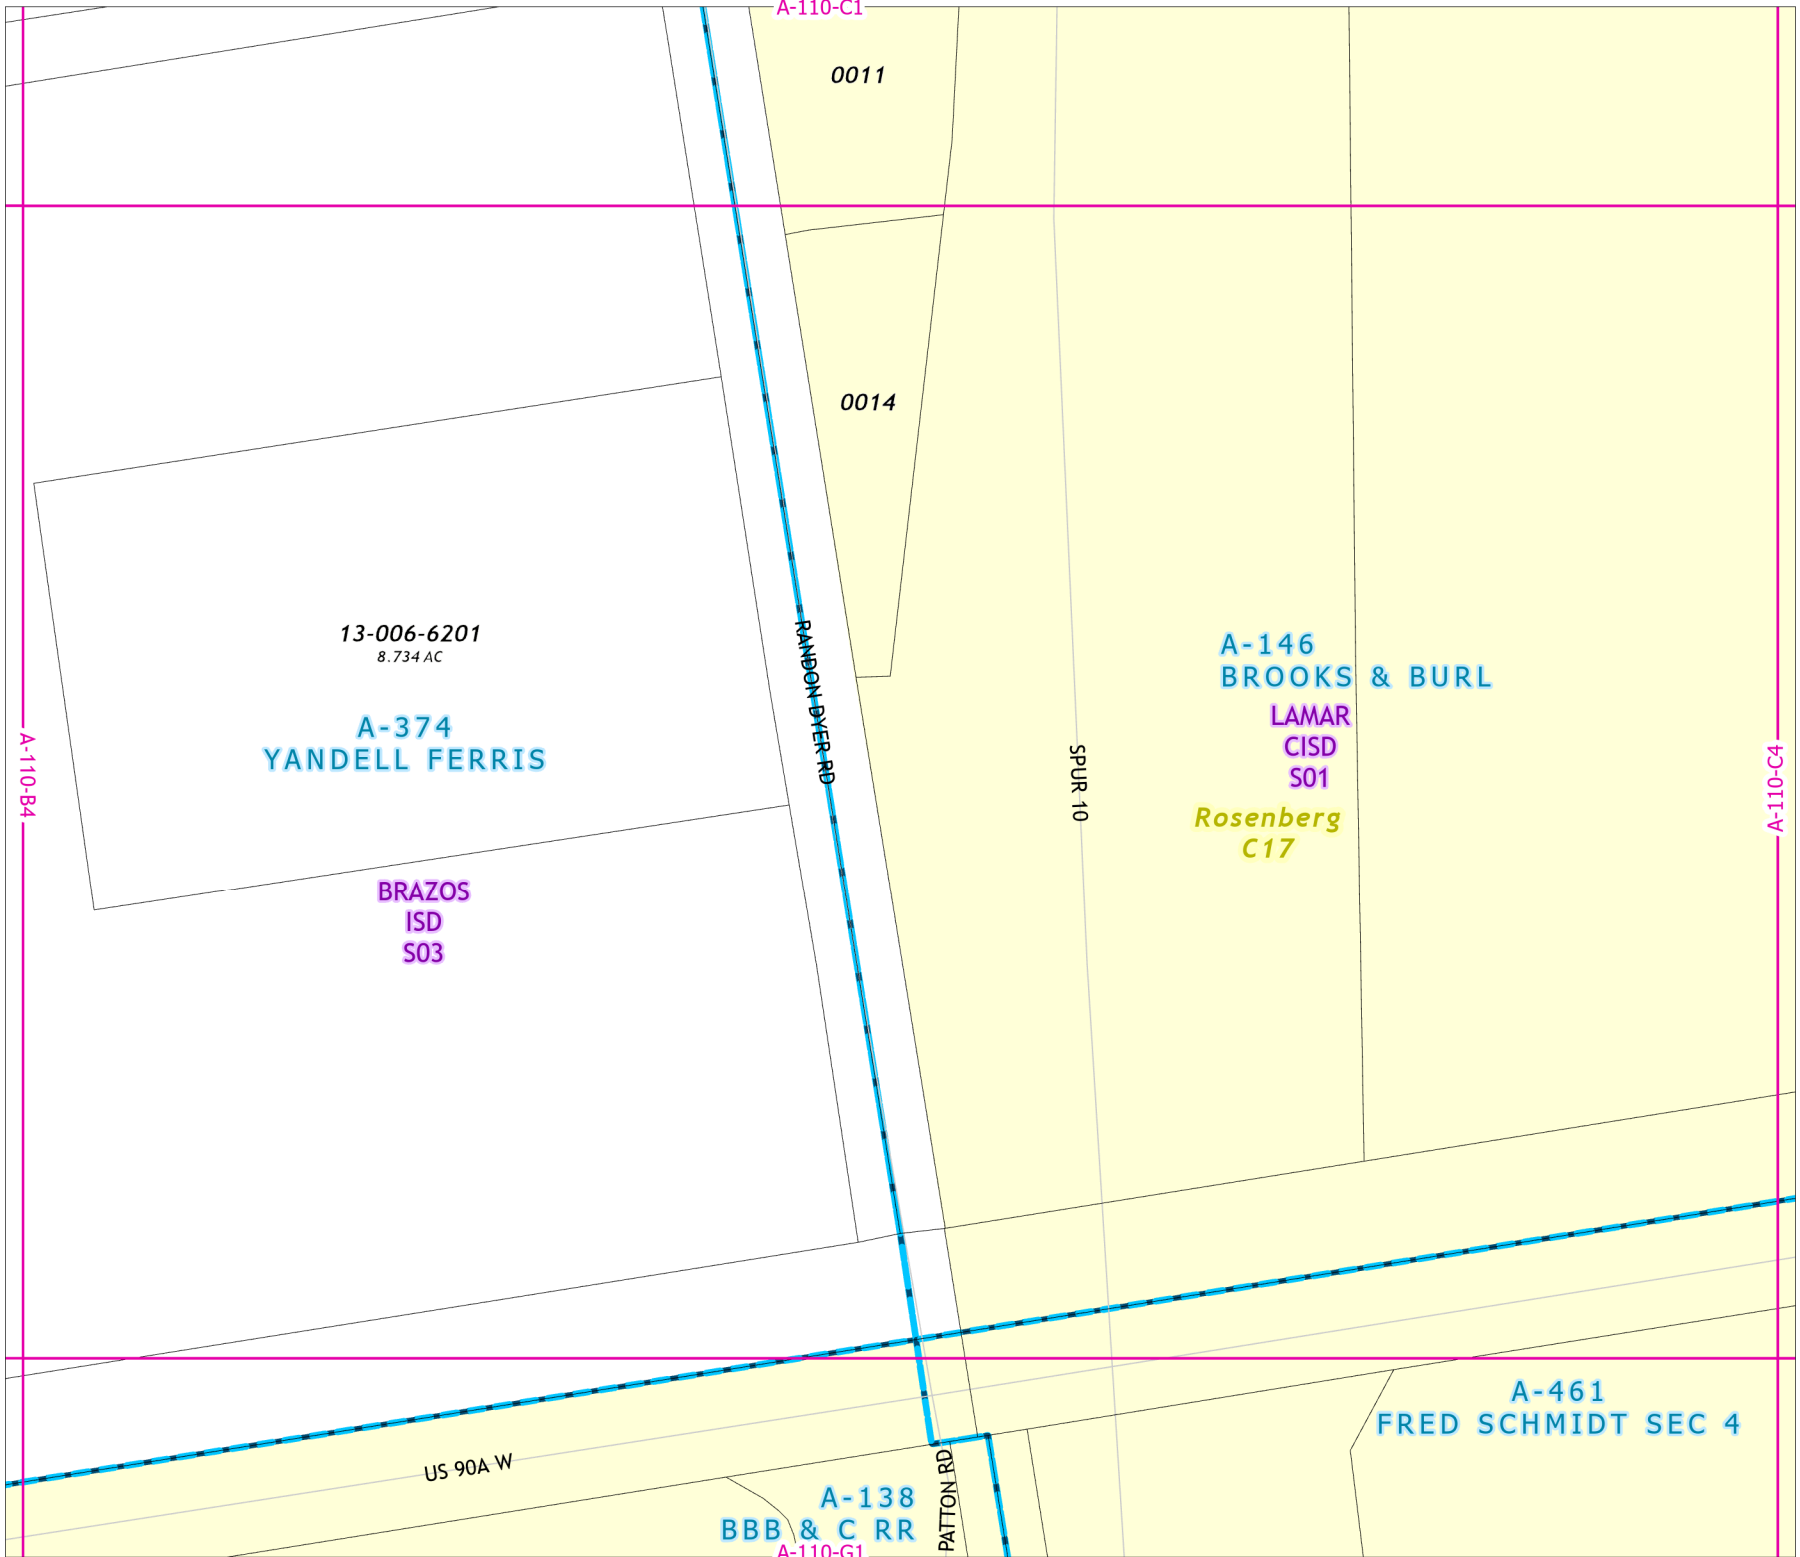 A-110-C1
0011
0014
13-006-6201
8.734 AC
A-374
YANDELL FERRIS
BRAZOS
ISD
S03
RANDON DYER RD
SPUR 10
A-146
BROOKS & BURL
LAMAR
CISD
S01
Rosenberg
C17
A-110-B4
A-110-C4
A-461
FRED SCHMIDT SEC 4
US 90A W
PATTON RD
A-138
BBB & C RR
A-110-G1